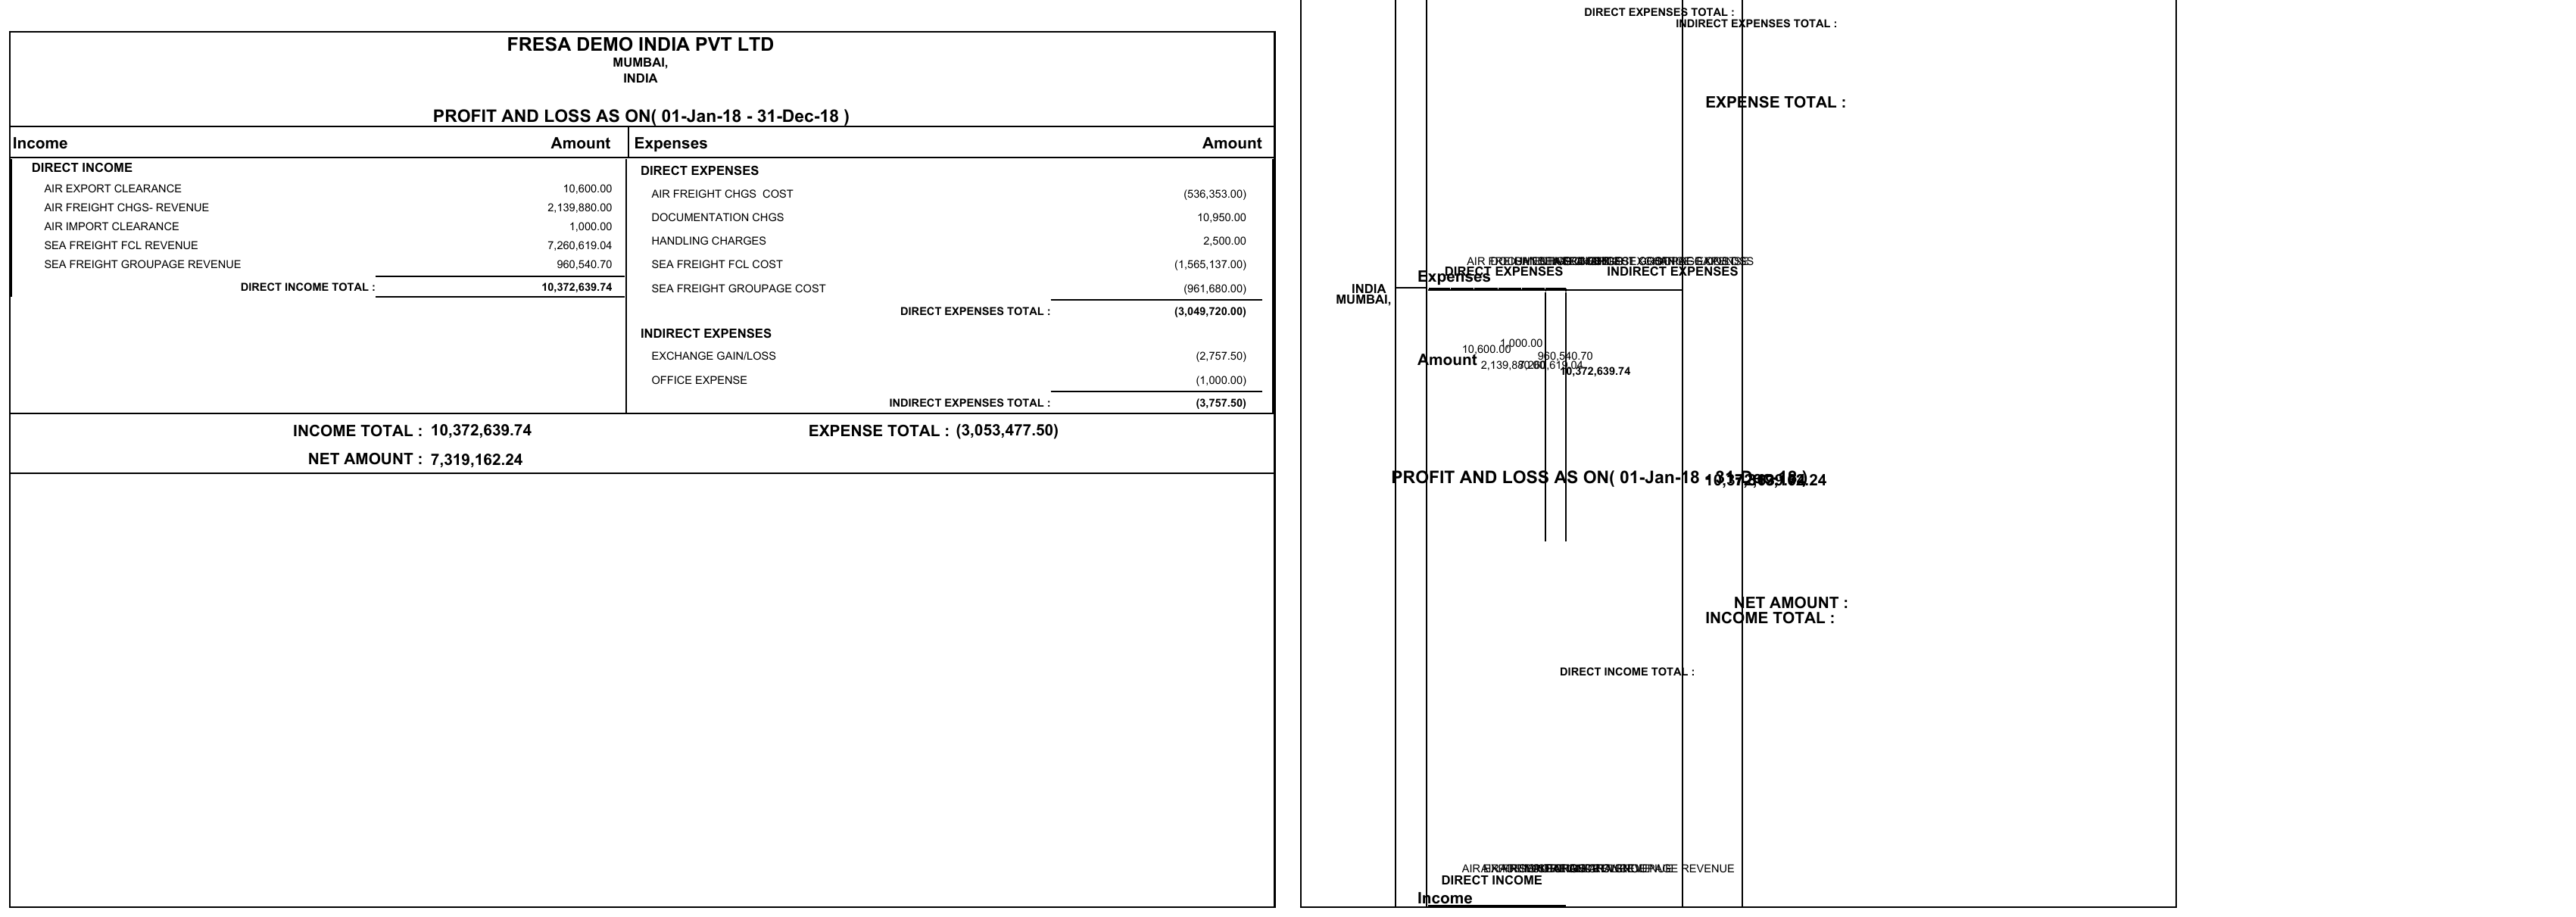 FRESA DEMO INDIA PVT LTD
MUMBAI,
INDIA
PROFIT AND LOSS AS ON( 01-Jan-18 - 31-Dec-18 )
Income Amount Expenses Amount
DIRECT INCOME
AIR EXPORT CLEARANCE 10,600.00
AIR FREIGHT CHGS- REVENUE 2,139,880.00
AIR IMPORT CLEARANCE 1,000.00
SEA FREIGHT FCL REVENUE 7,260,619.04
SEA FREIGHT GROUPAGE REVENUE 960,540.70
DIRECT INCOME TOTAL : 10,372,639.74
DIRECT EXPENSES
AIR FREIGHT CHGS  COST (536,353.00)
DOCUMENTATION CHGS 10,950.00
HANDLING CHARGES 2,500.00
SEA FREIGHT FCL COST (1,565,137.00)
SEA FREIGHT GROUPAGE COST (961,680.00)
DIRECT EXPENSES TOTAL : (3,049,720.00)
INDIRECT EXPENSES
EXCHANGE GAIN/LOSS (2,757.50)
OFFICE EXPENSE (1,000.00)
INDIRECT EXPENSES TOTAL : (3,757.50)
INCOME TOTAL : 10,372,639.74 EXPENSE TOTAL : (3,053,477.50)
NET AMOUNT : 7,319,162.24
DIRECT EXPENSES TOTAL :
INDIRECT EXPENSES TOTAL :
EXPENSE TOTAL :
DIRECT EXPENSES INDIRECT EXPENSES
Expenses
INDIA
MUMBAI,
1,000.00
10,600.00
960,540.70
Amount
10,372,639.74
PROFIT AND LOSS AS ON( 01-Jan-18 - 31-Dec-18 )
NET AMOUNT :
INCOME TOTAL :
DIRECT INCOME TOTAL :
REVENUE
DIRECT INCOME
Income